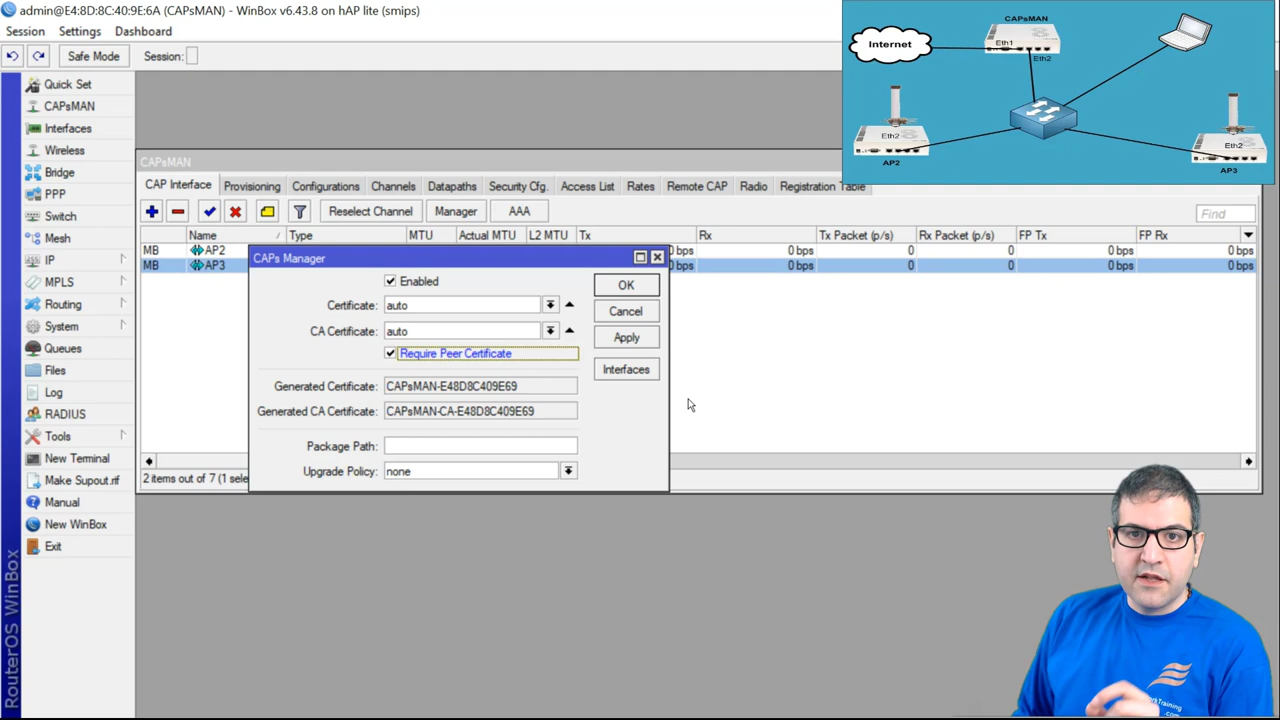 admin@E4:8D:8C:40:9E:6A (CAPsMAN) - WinBox v6.43.8 on hAP lite (smips)
Session Settings Dashboard
Safe Mode Session:
Quick Set
CAPsMAN
Interfaces
Wireless
Bridge
PPP
Switch
Mesh
IP
MPLS
Routing
System
Queues
Files
Log
RADIUS
Tools
New Terminal
Make Supout.rif
Manual
New WinBox
Exit
RouterOS WinBox
CAPsMAN
Internet
Eth1
Eth2
Eth2
AP2
Eth2
AP3
CAPsMAN
CAP Interface Provisioning Configurations Channels Datapaths Security Cfg. Access List Rates Remote CAP Radio Registration Table
Reselect Channel Manager AAA Find
Name / Type MTU Actual MTU L2 MTU Tx Rx Tx Packet (p/s) Rx Packet (p/s) FP Tx FP Rx
MB AP2 0 bps 0 bps 0 0 0 bps 0 bps
MB AP3 0 bps 0 bps 0 0 0 bps 0 bps
2 items out of 7 (1 sele
CAPs Manager
Enabled
Certificate: auto
CA Certificate: auto
Require Peer Certificate
Generated Certificate: CAPsMAN-E48D8C409E69
Generated CA Certificate: CAPsMAN-CA-E48D8C409E69
Package Path:
Upgrade Policy: none
OK
Cancel
Apply
Interfaces
.com